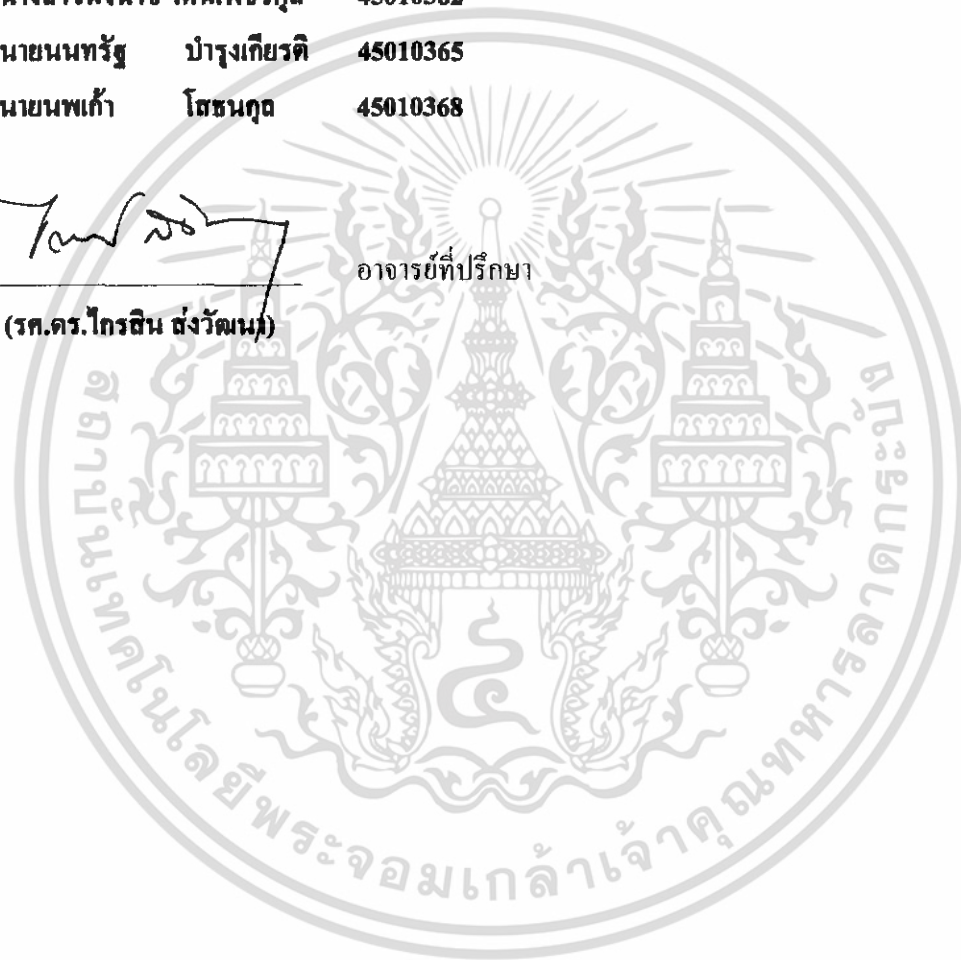 นายนนทรัฐ บำรุงเกียรติ 45010365
นายนพเก้า โสธนกุล 45010368
อาจารย์ที่ปรึกษา
(รศ.ดร.ไกรสิน ส่งวัฒนา)
สถาบันเทคโนโลยีพระจอมเกล้าเจ้าคุณทหารลาดกระบัง
๔